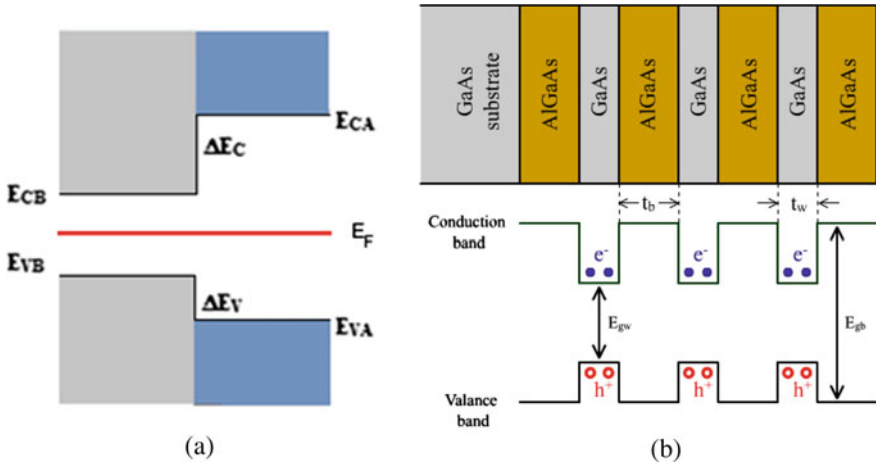 ECA
ΔEC
ECB
EF
EVB
ΔEV
EVA
(a)
GaAs
substrate
AlGaAs
GaAs
AlGaAs
GaAs
AlGaAs
GaAs
AlGaAs
tb
tw
Conduction
band
e-
e-
e-
Egw
Egb
h+
h+
h+
Valance
band
(b)